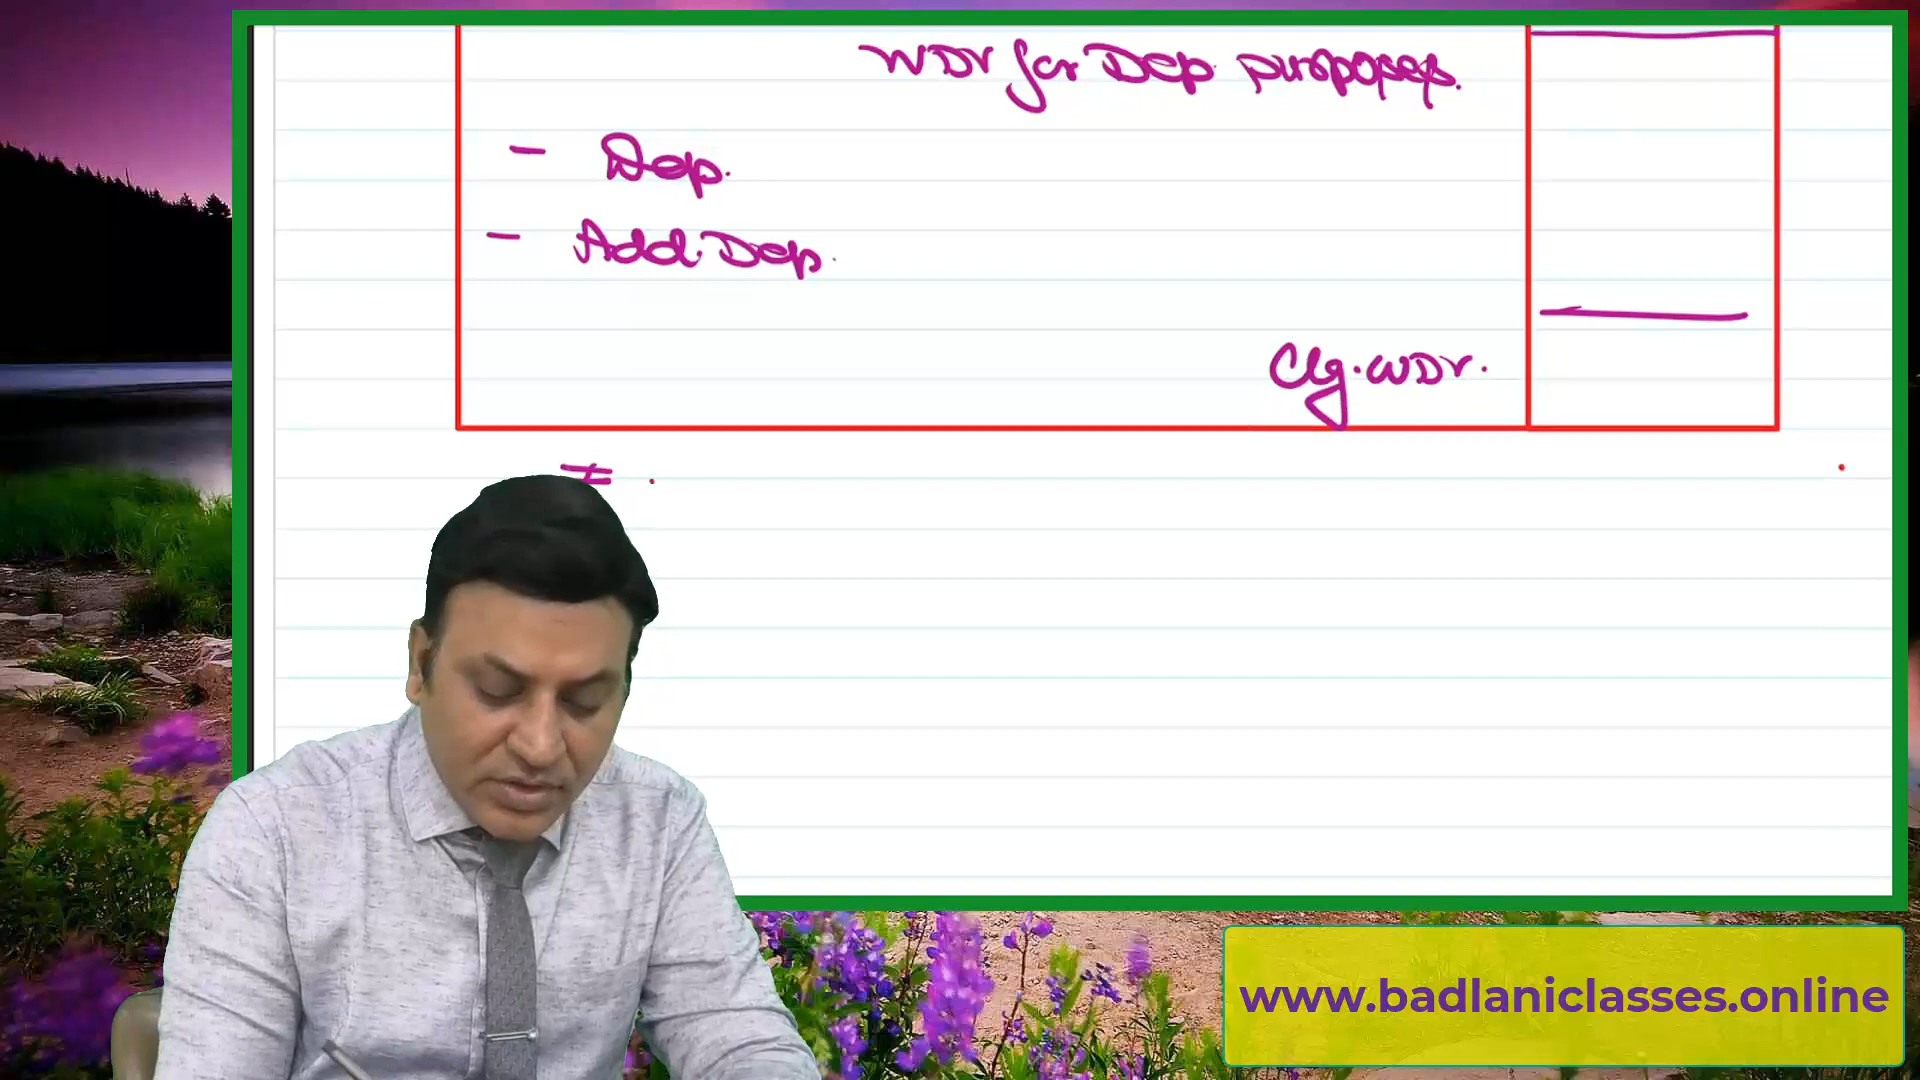 WDV for Dep. purposes.
- Dep.
- Add. Dep.
Clg. WDV.
www.badlaniclasses.online